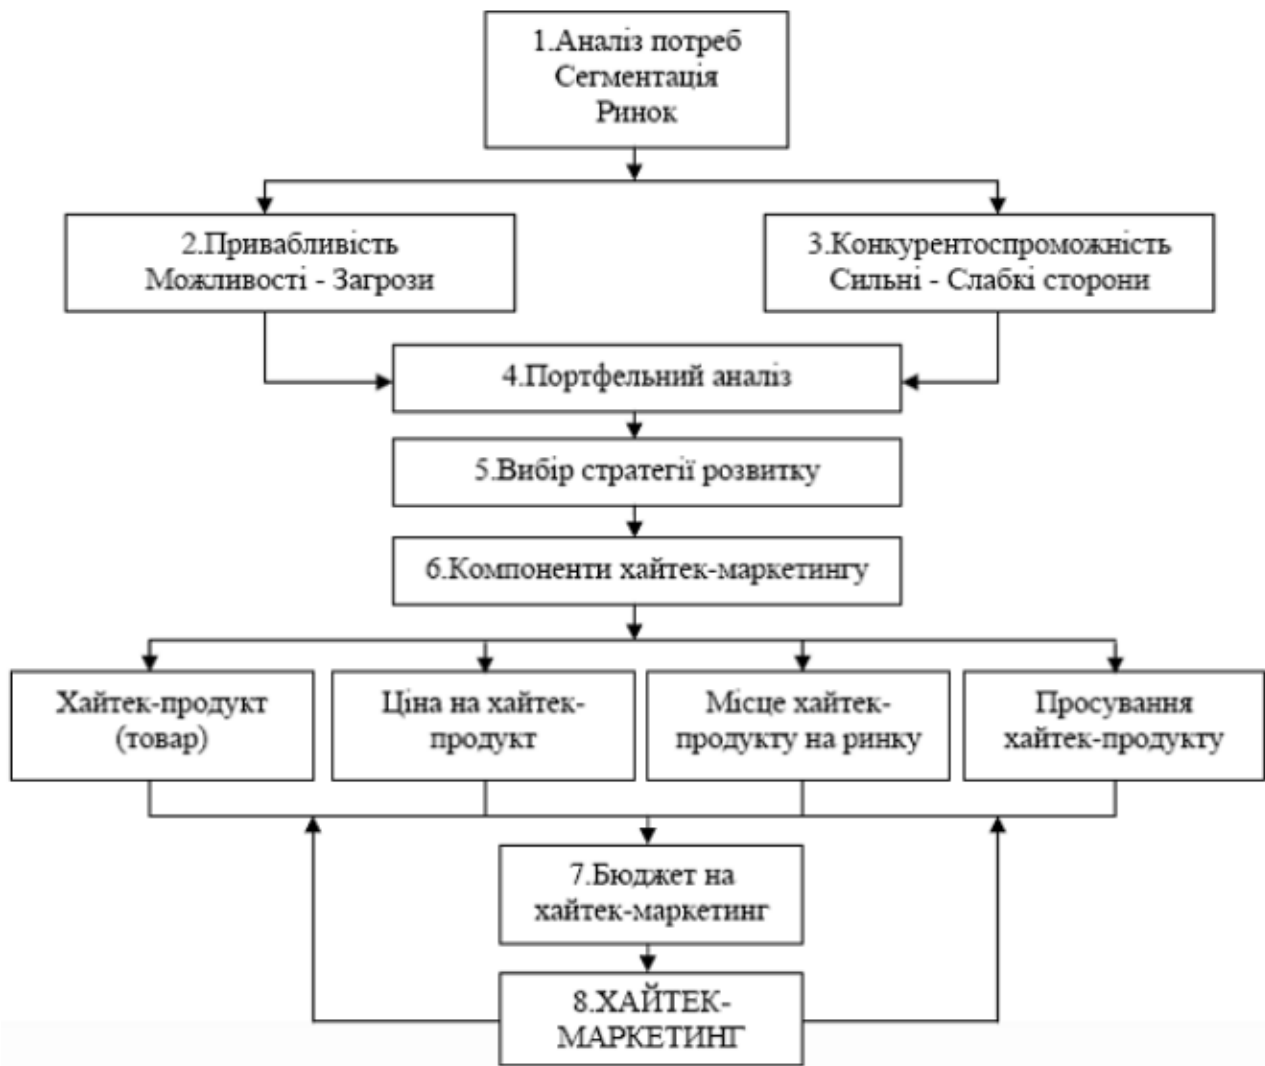 1.Аналіз потреб
Сегментація
Ринок
2.Привабливість
Можливості - Загрози
3.Конкурентоспроможність
Сильні - Слабкі сторони
4.Портфельний аналіз
5.Вибір стратегії розвитку
6.Компоненти хайтек-маркетингу
Хайтек-продукт
(товар)
Ціна на хайтек-
продукт
Місце хайтек-
продукту на ринку
Просування
хайтек-продукту
7.Бюджет на
хайтек-маркетинг
8.ХАЙТЕК-
МАРКЕТИНГ